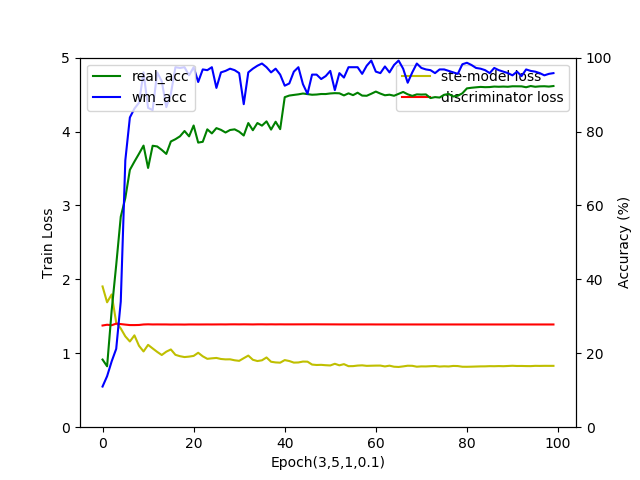 real_acc
wm_acc
ste-model loss
discriminator loss
5
4
3
2
1
0
Train Loss
100
80
60
40
20
0
Accuracy (%)
0 20 40 60 80 100
Epoch(3,5,1,0.1)